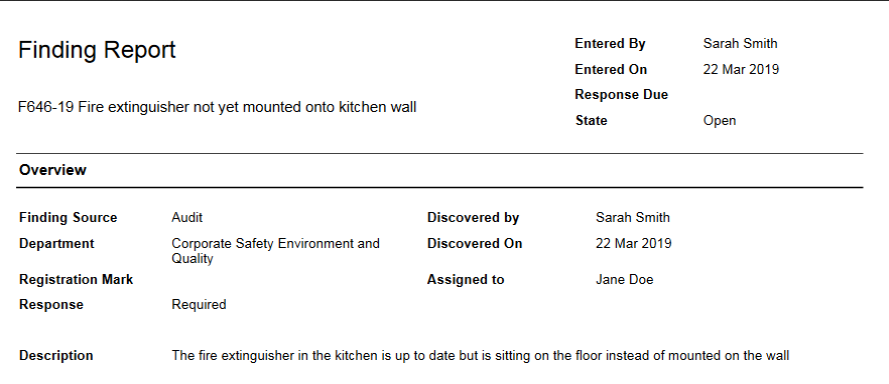 Finding Report
F646-19 Fire extinguisher not yet mounted onto kitchen wall
Entered By Sarah Smith
Entered On 22 Mar 2019
Response Due
State Open
Overview
Finding Source Audit Discovered by Sarah Smith
Department Corporate Safety Environment and Discovered On 22 Mar 2019
Quality
Registration Mark Assigned to Jane Doe
Response Required
Description The fire extinguisher in the kitchen is up to date but is sitting on the floor instead of mounted on the wall